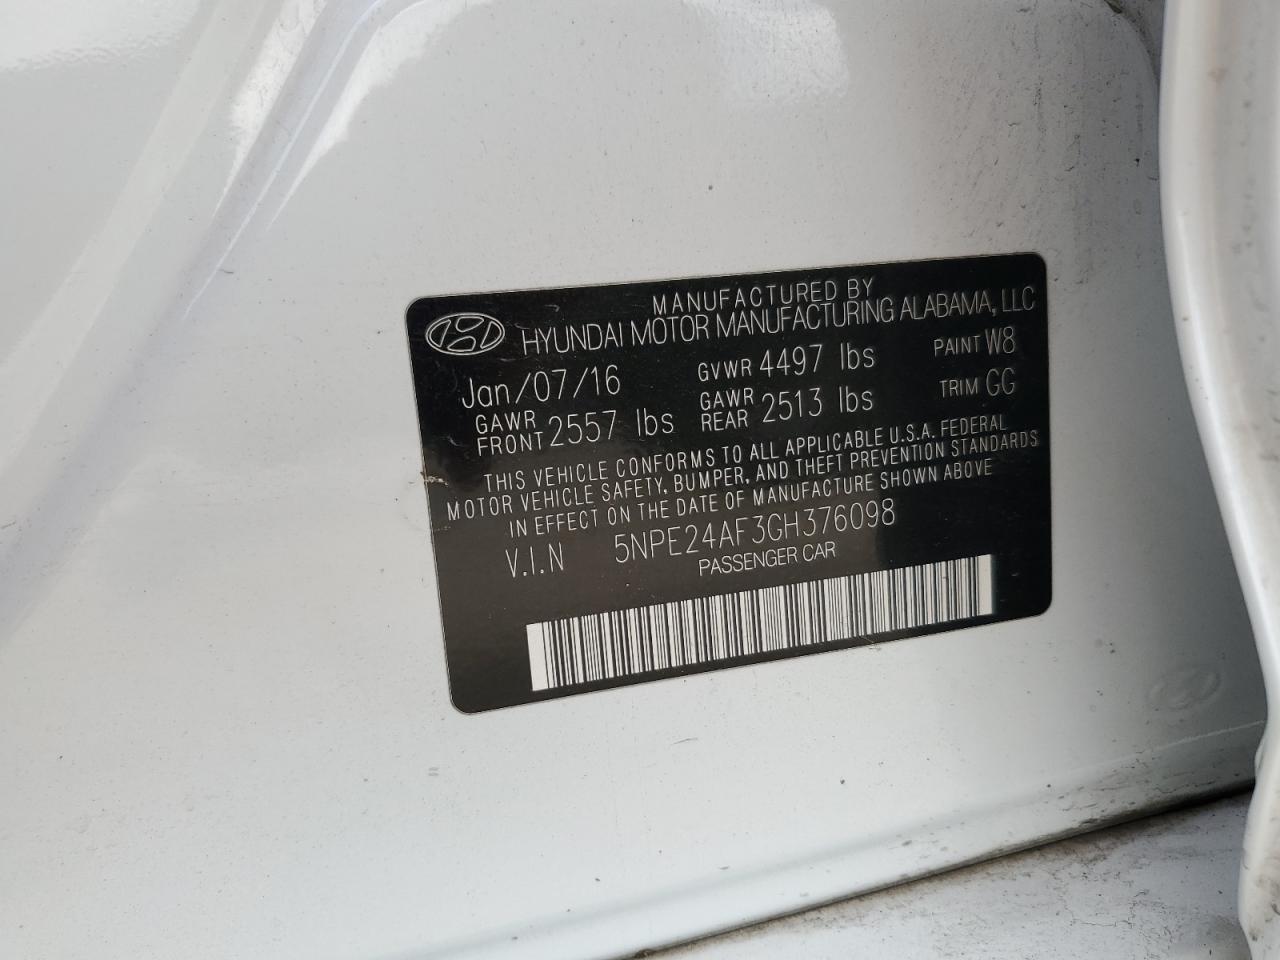 MANUFACTURED BY
HYUNDAI MOTOR MANUFACTURING ALABAMA, LLC
Jan/07/16 GVWR 4497 lbs PAINT W8
GAWR FRONT 2557 lbs GAWR REAR 2513 lbs TRIM GG
THIS VEHICLE CONFORMS TO ALL APPLICABLE U.S.A. FEDERAL
MOTOR VEHICLE SAFETY, BUMPER, AND THEFT PREVENTION STANDARDS
IN EFFECT ON THE DATE OF MANUFACTURE SHOWN ABOVE
V.I.N 5NPE24AF3GH376098
PASSENGER CAR